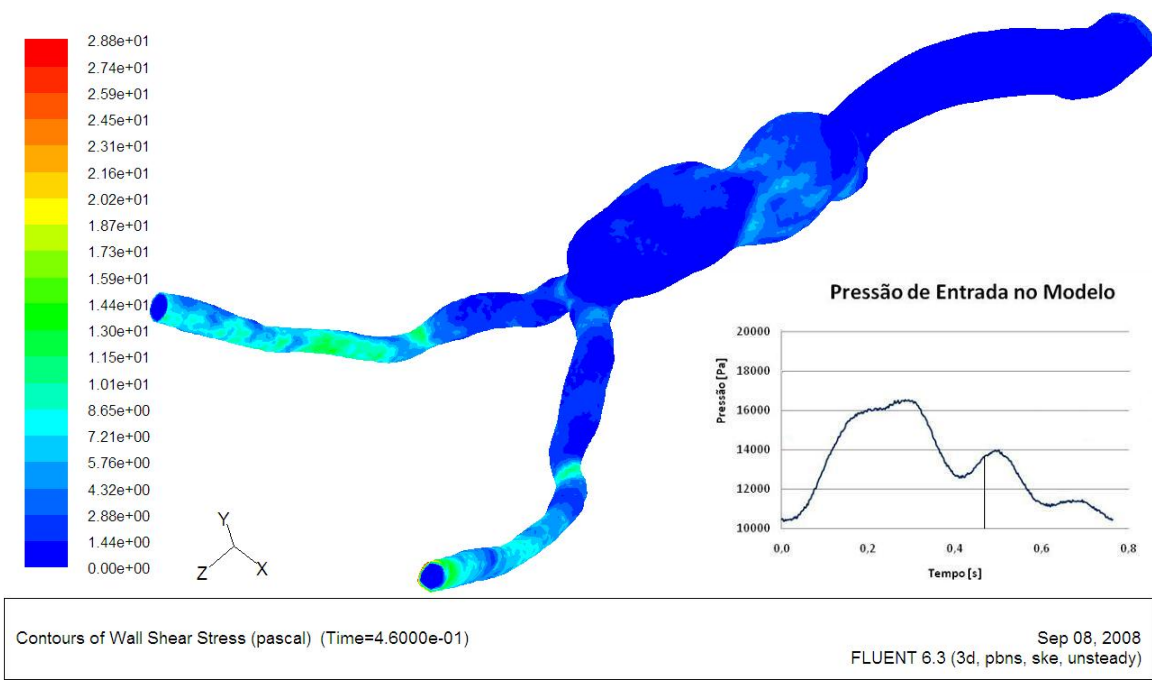 2.88e+01
2.74e+01
2.59e+01
2.45e+01
2.31e+01
2.16e+01
2.02e+01
1.87e+01
1.73e+01
1.59e+01
1.44e+01
1.30e+01
1.15e+01
1.01e+01
8.65e+00
7.21e+00
5.76e+00
4.32e+00
2.88e+00
1.44e+00
0.00e+00
Y
Z
X
Pressão de Entrada no Modelo
Pressão [Pa]
20000
18000
16000
14000
12000
10000
0,0
0,2
0,4
0,6
0,8
Tempo [s]
Contours of Wall Shear Stress (pascal) (Time=4.6000e-01)
Sep 08, 2008
FLUENT 6.3 (3d, pbns, ske, unsteady)